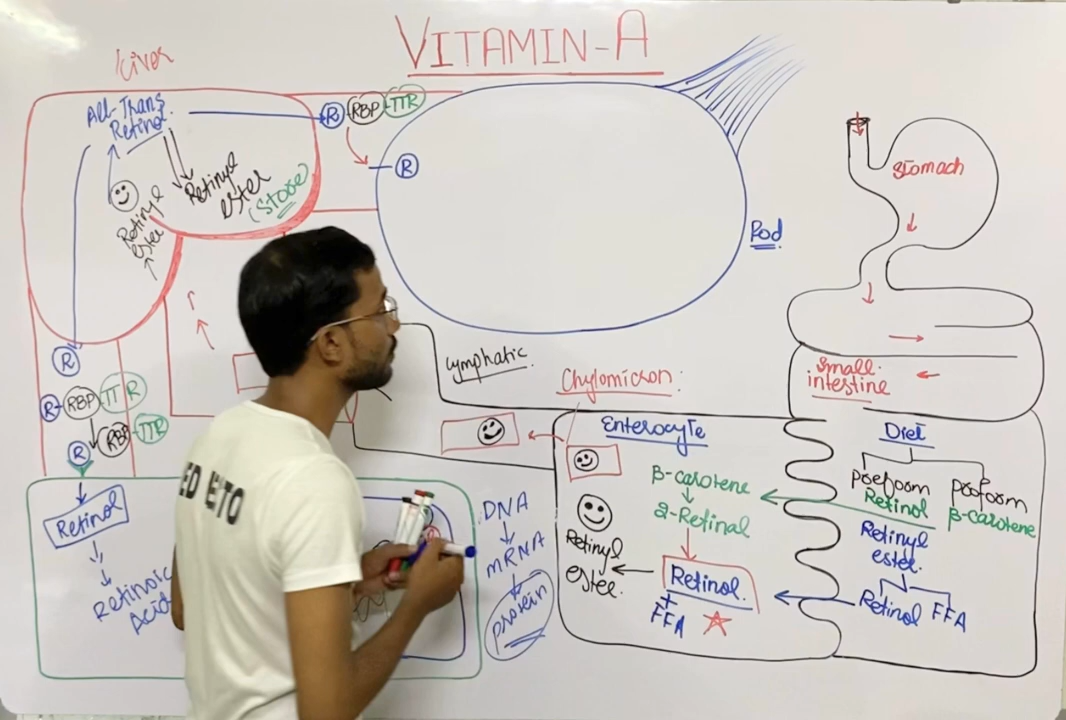 VITAMIN-A
Liver
All-Trans
Retinol
R
RBP
TTR
R
Retinyl
ester
(Store)
Retinyl
ester
R
R
RBP
TTR
R
RBP
TTR
Retinol
Retinoic
Acid
DNA
mRNA
protein
Rod
Lymphatic
Chylomicron
Enterocyte
β-carotene
2-Retinal
Retinol
+
FFA
Retinyl
ester
stomach
Small
intestine
Diet
preform
Retinol
proform
β-carotene
Retinyl
ester
Retinol FFA